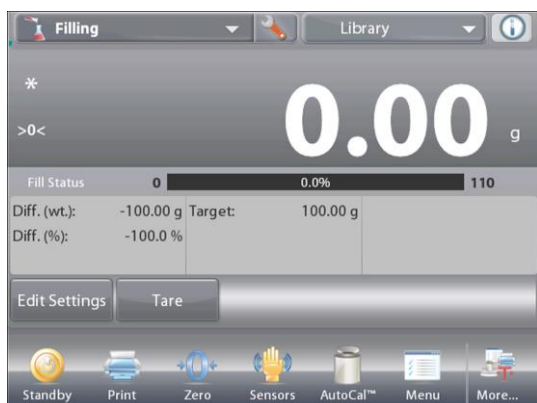 Filling Library
*
0.00 g
>0<
Fill Status 0 0.0% 110
Diff. (wt.): -100.00 g Target: 100.00 g
Diff. (%): -100.0 %
Edit Settings Tare
Standby Print Zero Sensors AutoCal™ Menu More...